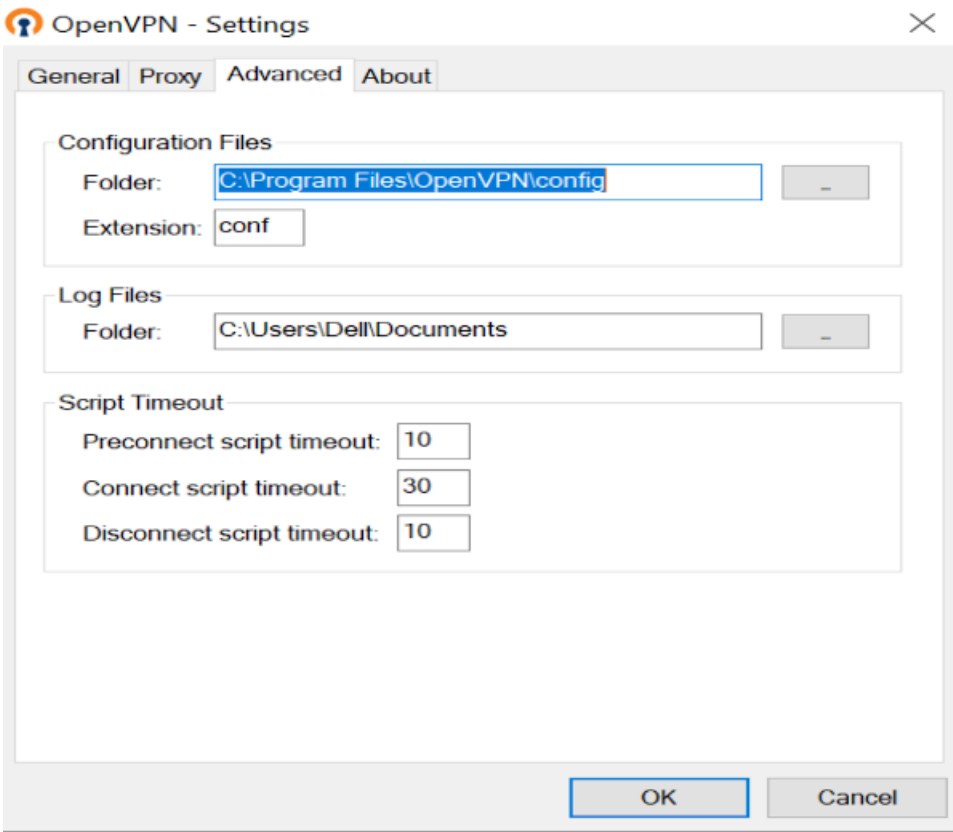 OpenVPN - Settings
General Proxy Advanced About
Configuration Files
Folder: C:\Program Files\OpenVPN\config ...
Extension: conf
Log Files
Folder: C:\Users\Dell\Documents ...
Script Timeout
Preconnect script timeout: 10
Connect script timeout: 30
Disconnect script timeout: 10
OK Cancel